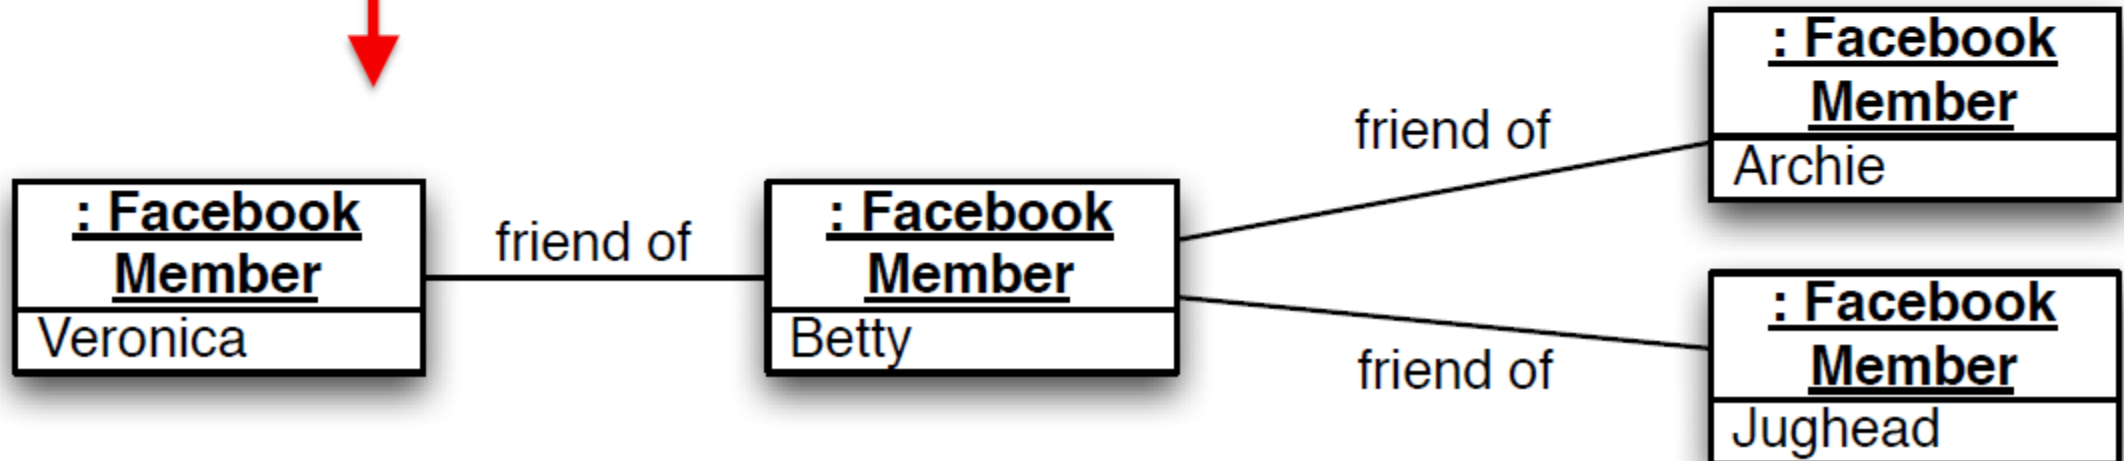 : Facebook
Member
Veronica
friend of
: Facebook
Member
Betty
friend of
: Facebook
Member
Archie
friend of
: Facebook
Member
Jughead